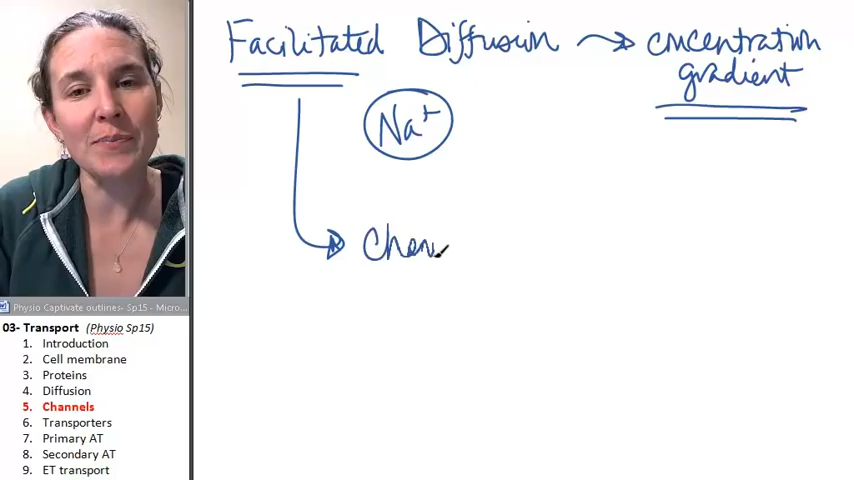 Facilitated Diffusion → concentration
gradient
Na+
Chan
Physio Captivate outlines- Sp15 - Micro...
03- Transport (Physio Sp15)
1. Introduction
2. Cell membrane
3. Proteins
4. Diffusion
5. Channels
6. Transporters
7. Primary AT
8. Secondary AT
9. ET transport